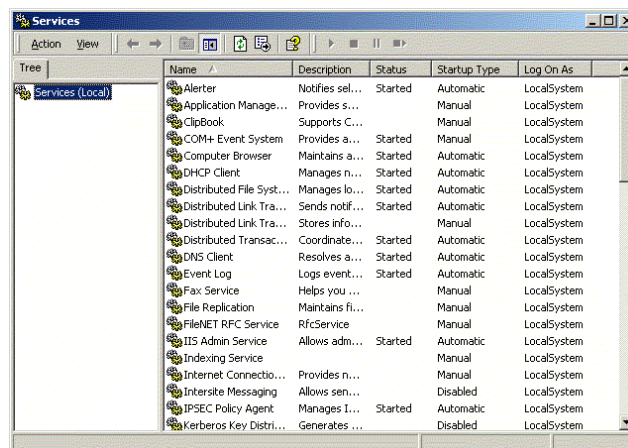 Services
Action View
Tree
Services (Local)
Name Description Status Startup Type Log On As
Alerter Notifies sel... Started Automatic LocalSystem
Application Manage... Provides s... Manual LocalSystem
ClipBook Supports C... Manual LocalSystem
COM+ Event System Provides a... Started Manual LocalSystem
Computer Browser Maintains a... Started Automatic LocalSystem
DHCP Client Manages n... Started Automatic LocalSystem
Distributed File Syst... Manages lo... Started Automatic LocalSystem
Distributed Link Tra... Sends notif... Started Automatic LocalSystem
Distributed Link Tra... Stores info... Manual LocalSystem
Distributed Transac... Coordinate... Started Automatic LocalSystem
DNS Client Resolves a... Started Automatic LocalSystem
Event Log Logs event... Started Automatic LocalSystem
Fax Service Helps you ... Manual LocalSystem
File Replication Maintains fi... Manual LocalSystem
FileNET RFC Service RfcService Manual LocalSystem
IIS Admin Service Allows adm... Started Automatic LocalSystem
Indexing Service Manual LocalSystem
Internet Connectio... Provides n... Manual LocalSystem
Intersite Messaging Allows sen... Disabled LocalSystem
IPSEC Policy Agent Manages I... Started Automatic LocalSystem
Kerberos Key Distri... Generates ... Disabled LocalSystem